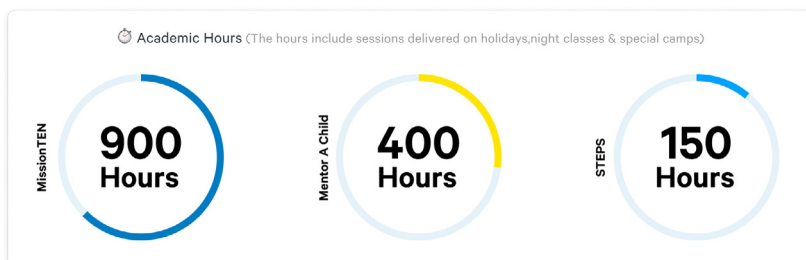 ⏱ Academic Hours (The hours include sessions delivered on holidays,night classes & special camps)
MissionTEN
900
Hours
Mentor A Child
400
Hours
STEPS
150
Hours